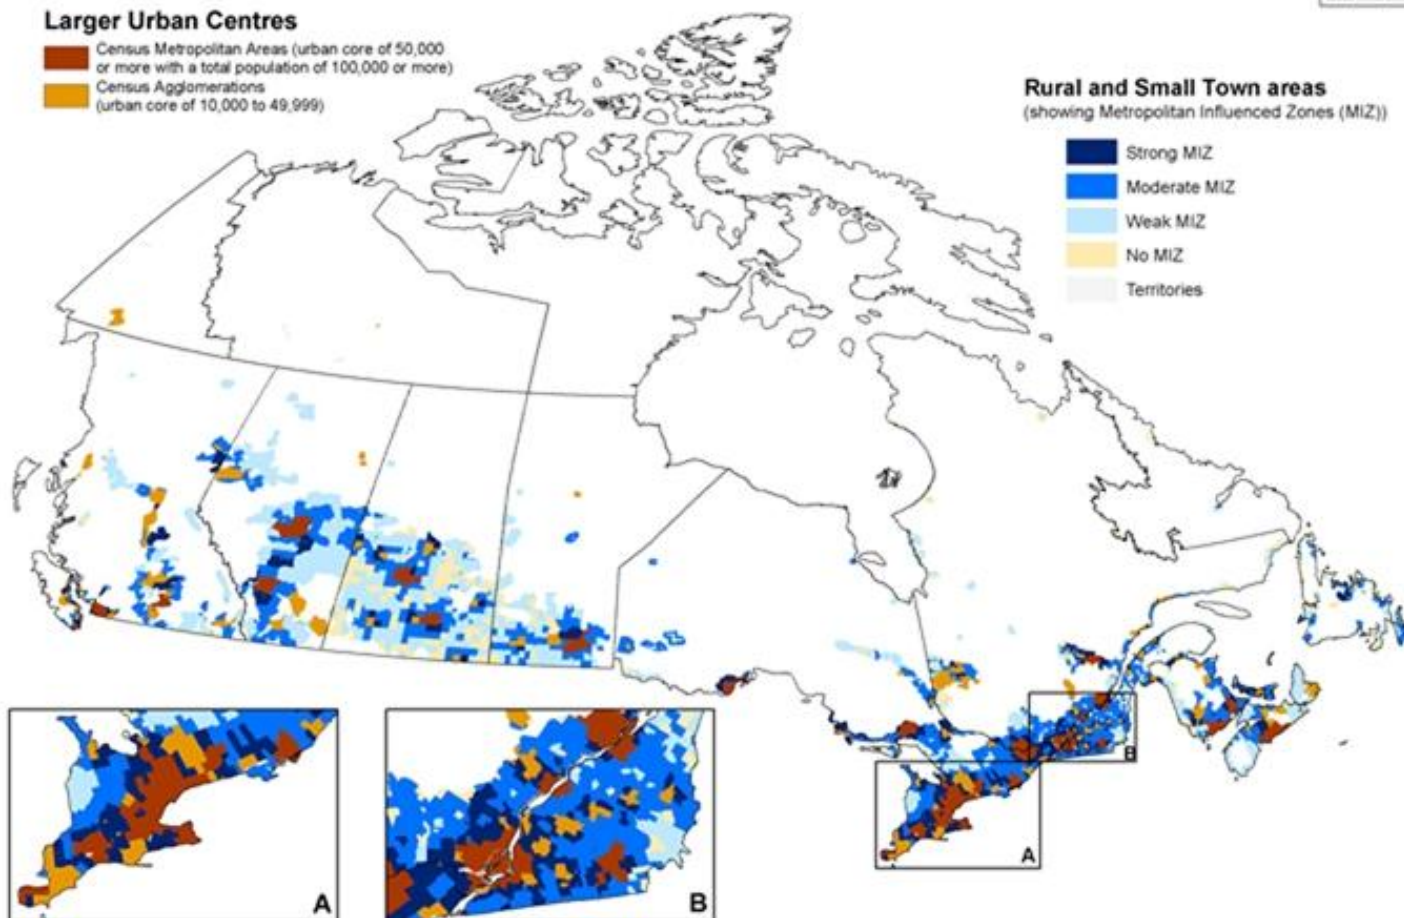 Larger Urban Centres
Census Metropolitan Areas (urban core of 50,000
or more with a total population of 100,000 or more)
Census Agglomerations
(urban core of 10,000 to 49,999)
Rural and Small Town areas
(showing Metropolitan Influenced Zones (MIZ))
Strong MIZ
Moderate MIZ
Weak MIZ
No MIZ
Territories
B
A
A
B